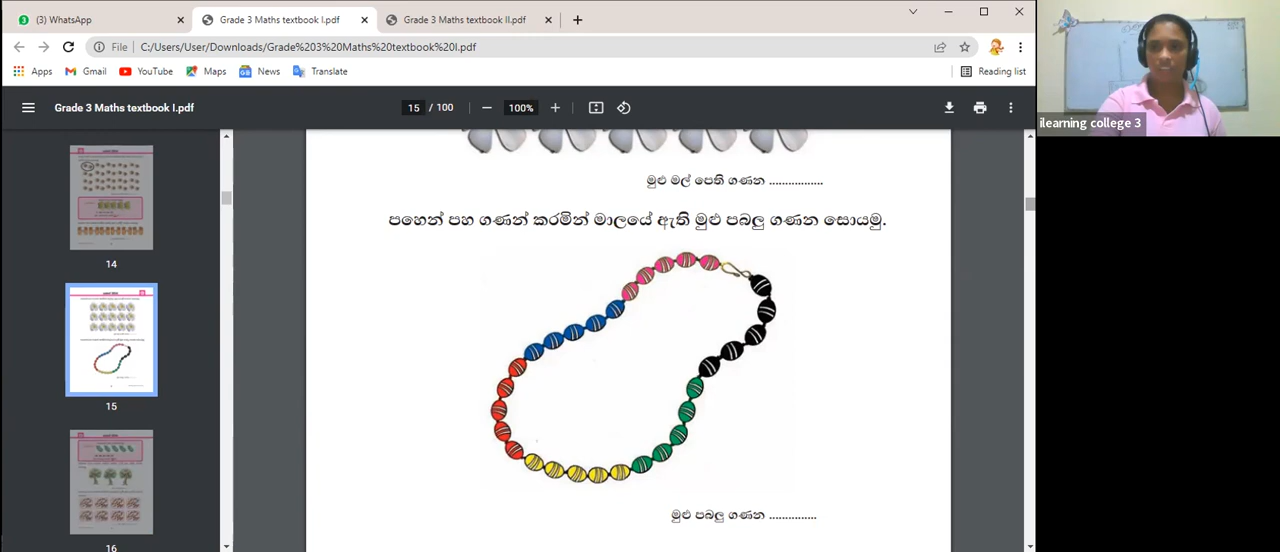 (3) WhatsApp
Grade 3 Maths textbook I.pdf
Grade 3 Maths textbook II.pdf
File
C:/Users/User/Downloads/Grade%203%20Maths%20textbook%20I.pdf
Apps
Gmail
YouTube
Maps
News
Translate
Reading list
Grade 3 Maths textbook I.pdf
15 / 100
100%
ilearning college 3
14
15
16
මුළු මල් පෙති ගණන ................
පහෙන් පහ ගණන් කරමින් මාලයේ ඇති මුළු පබලු ගණන සොයමු.
මුළු පබලු ගණන ..............